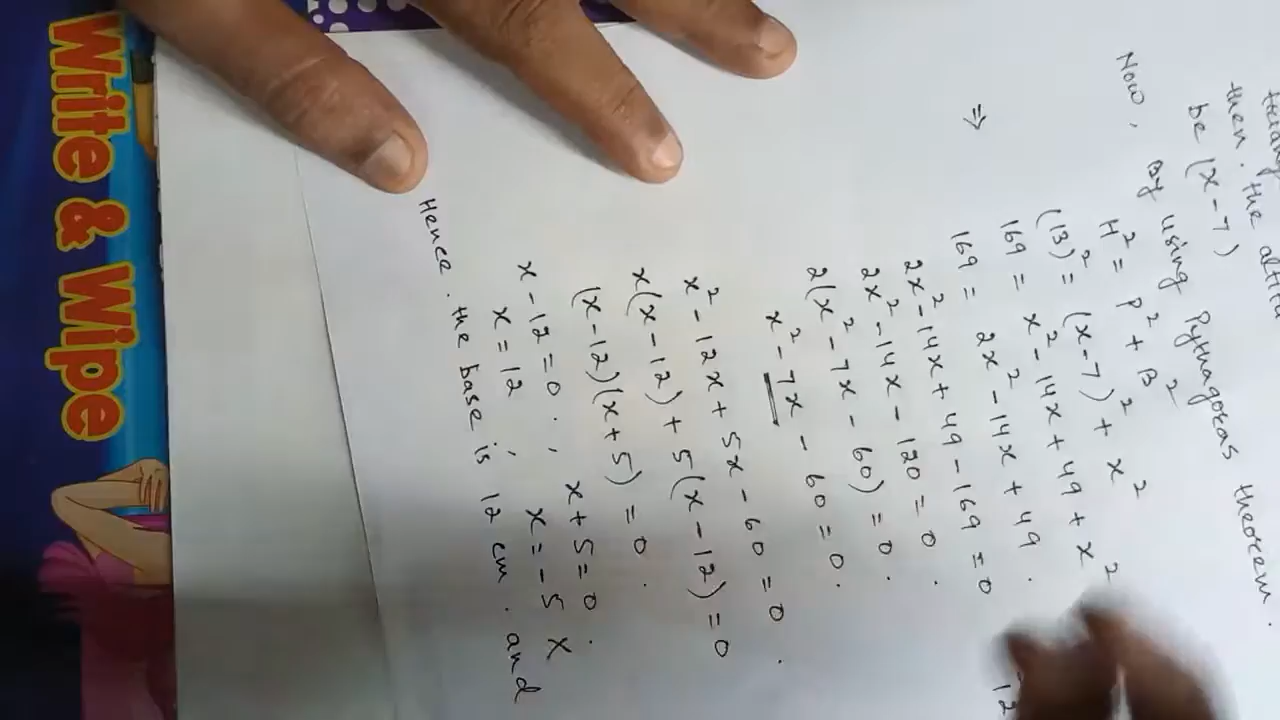 then. the altitu
be (x-7)
Now, By using Pythagoras theorem.
H² = P² + B²
(13)² = (x-7)² + x²
169 = x² - 14x + 49 + x²
⇒ 169 = 2x² - 14x + 49.
2x² - 14x + 49 - 169 = 0
2x² - 14x - 120 = 0.
2(x² - 7x - 60) = 0.
x² - 7x - 60 = 0.
x² - 12x + 5x - 60 = 0.
x(x-12) + 5(x-12) = 0
(x-12)(x+5) = 0.
x-12 = 0., x+5 = 0.
x = 12, x = -5 X
Hence. the base is 12 cm. and
12
Write & Wipe